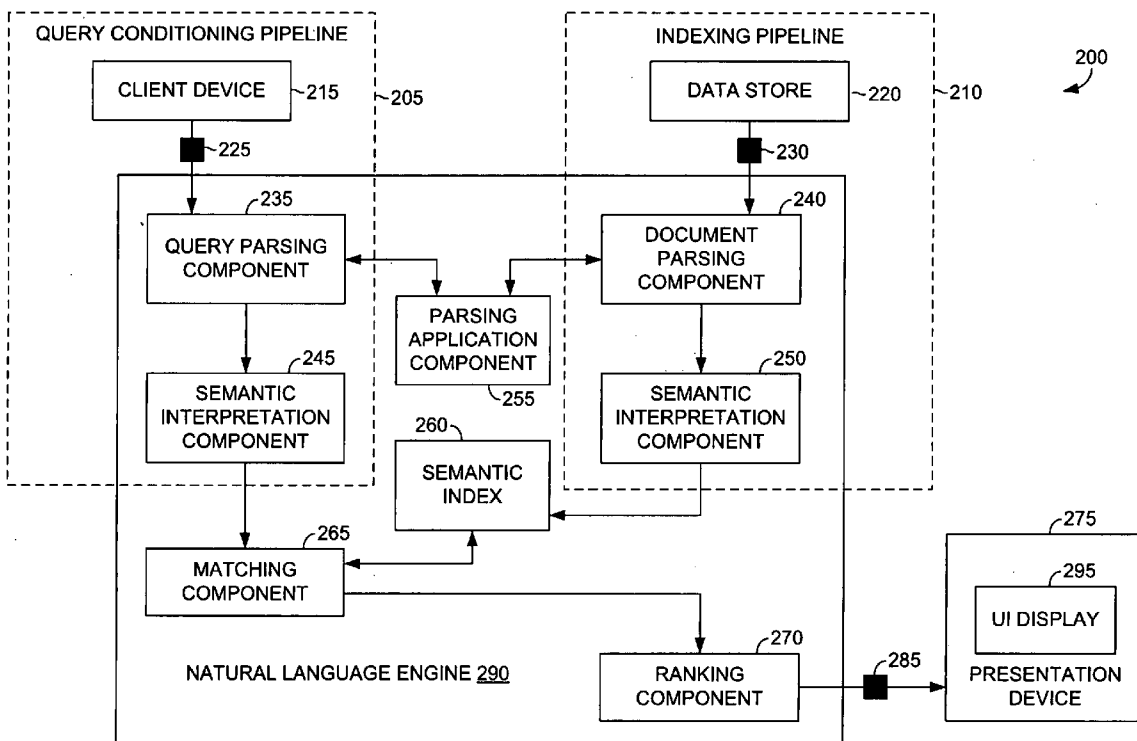 QUERY CONDITIONING PIPELINE
INDEXING PIPELINE
200
CLIENT DEVICE
215
205
DATA STORE
220
210
225
230
235
240
QUERY PARSING
COMPONENT
DOCUMENT
PARSING
COMPONENT
PARSING
APPLICATION
COMPONENT
255
245
250
SEMANTIC
INTERPRETATION
COMPONENT
SEMANTIC
INTERPRETATION
COMPONENT
260
SEMANTIC
INDEX
265
MATCHING
COMPONENT
275
295
UI DISPLAY
PRESENTATION
DEVICE
270
285
NATURAL LANGUAGE ENGINE 290
RANKING
COMPONENT